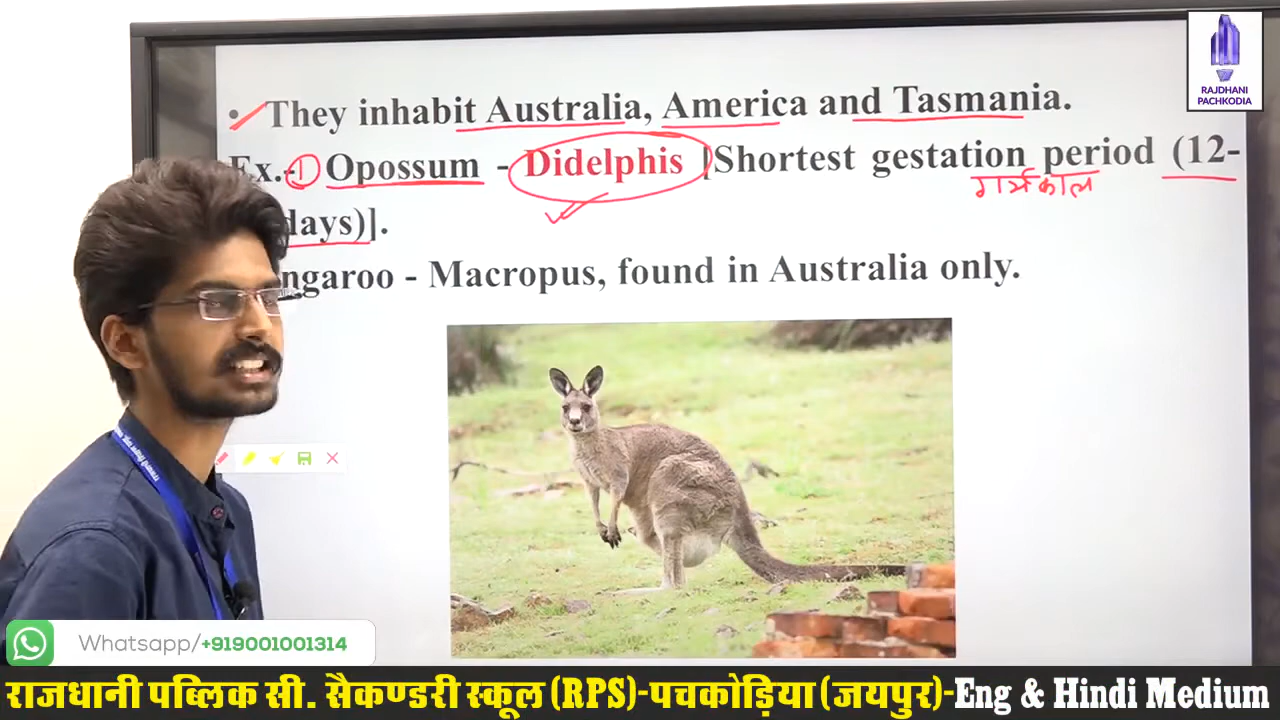 RAJDHANI
PACHKODIA
• They inhabit Australia, America and Tasmania.
Ex.- ① Opossum - Didelphis [Shortest gestation period (12-
गर्भकाल
days)].
ngaroo - Macropus, found in Australia only.
Whatsapp/+919001001314
राजधानी पब्लिक सी. सैकण्डरी स्कूल (RPS)-पचकोड़िया (जयपुर)-Eng & Hindi Medium